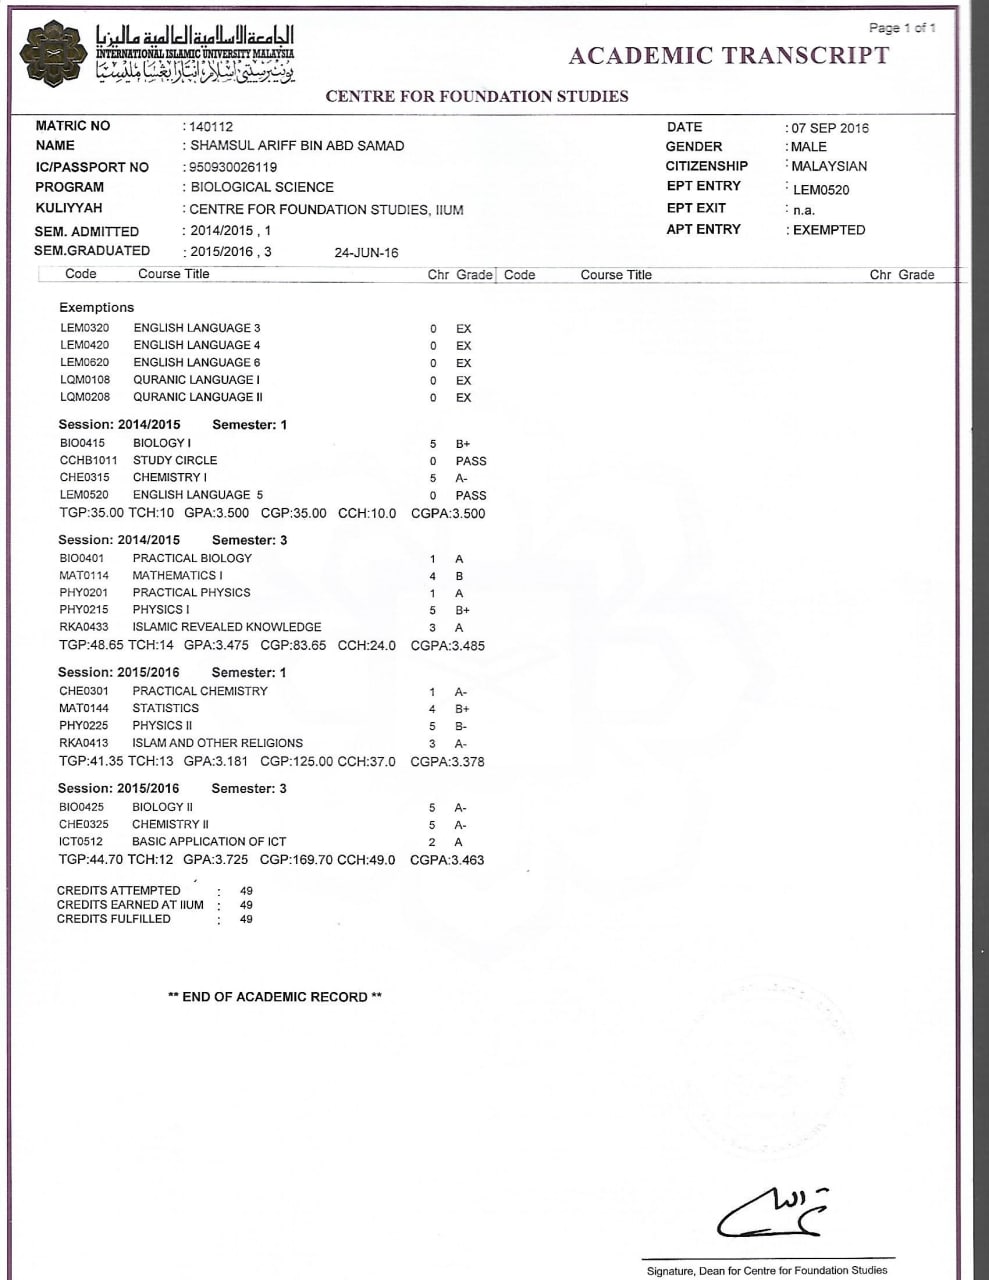 Page 1 of 1
الجامعة الإسلامية العالمية ماليزيا
INTERNATIONAL ISLAMIC UNIVERSITY MALAYSIA
يونيۏرسيتي اسلام انتارابڠسا مليسيا
ACADEMIC TRANSCRIPT
CENTRE FOR FOUNDATION STUDIES
MATRIC NO : 140112 DATE : 07 SEP 2016
NAME : SHAMSUL ARIFF BIN ABD SAMAD GENDER : MALE
IC/PASSPORT NO : 950930026119 CITIZENSHIP : MALAYSIAN
PROGRAM : BIOLOGICAL SCIENCE EPT ENTRY : LEM0520
KULIYYAH : CENTRE FOR FOUNDATION STUDIES, IIUM EPT EXIT : n.a.
SEM. ADMITTED : 2014/2015 , 1 APT ENTRY : EXEMPTED
SEM.GRADUATED : 2015/2016 , 3 24-JUN-16
Code Course Title Chr Grade Code Course Title Chr Grade
Exemptions
LEM0320 ENGLISH LANGUAGE 3 0 EX
LEM0420 ENGLISH LANGUAGE 4 0 EX
LEM0620 ENGLISH LANGUAGE 6 0 EX
LQM0108 QURANIC LANGUAGE I 0 EX
LQM0208 QURANIC LANGUAGE II 0 EX
Session: 2014/2015 Semester: 1
BIO0415 BIOLOGY I 5 B+
CCHB1011 STUDY CIRCLE 0 PASS
CHE0315 CHEMISTRY I 5 A-
LEM0520 ENGLISH LANGUAGE 5 0 PASS
TGP:35.00 TCH:10 GPA:3.500 CGP:35.00 CCH:10.0 CGPA:3.500
Session: 2014/2015 Semester: 3
BIO0401 PRACTICAL BIOLOGY 1 A
MAT0114 MATHEMATICS I 4 B
PHY0201 PRACTICAL PHYSICS 1 A
PHY0215 PHYSICS I 5 B+
RKA0433 ISLAMIC REVEALED KNOWLEDGE 3 A
TGP:48.65 TCH:14 GPA:3.475 CGP:83.65 CCH:24.0 CGPA:3.485
Session: 2015/2016 Semester: 1
CHE0301 PRACTICAL CHEMISTRY 1 A-
MAT0144 STATISTICS 4 B+
PHY0225 PHYSICS II 5 B-
RKA0413 ISLAM AND OTHER RELIGIONS 3 A-
TGP:41.35 TCH:13 GPA:3.181 CGP:125.00 CCH:37.0 CGPA:3.378
Session: 2015/2016 Semester: 3
BIO0425 BIOLOGY II 5 A-
CHE0325 CHEMISTRY II 5 A-
ICT0512 BASIC APPLICATION OF ICT 2 A
TGP:44.70 TCH:12 GPA:3.725 CGP:169.70 CCH:49.0 CGPA:3.463
CREDITS ATTEMPTED : 49
CREDITS EARNED AT IIUM : 49
CREDITS FULFILLED : 49
** END OF ACADEMIC RECORD **
Signature, Dean for Centre for Foundation Studies